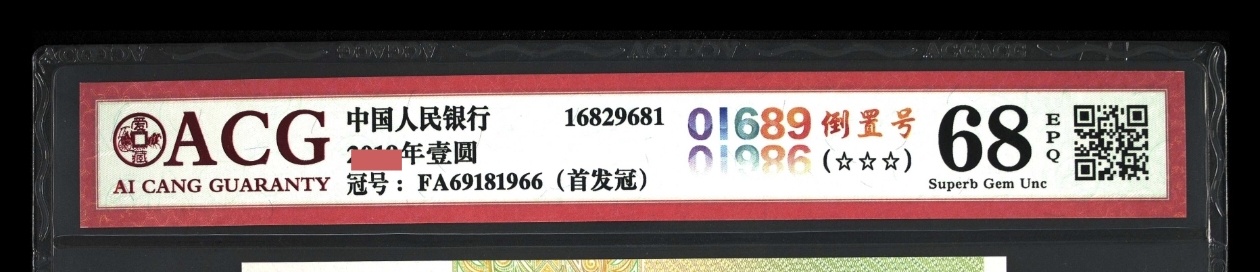 ACG
AI CANG GUARANTY
中国人民银行 16829681
年壹圆
冠号：FA69181966（首发冠）
01689 倒置号
(☆☆☆)
68
EPQ
Superb Gem Unc